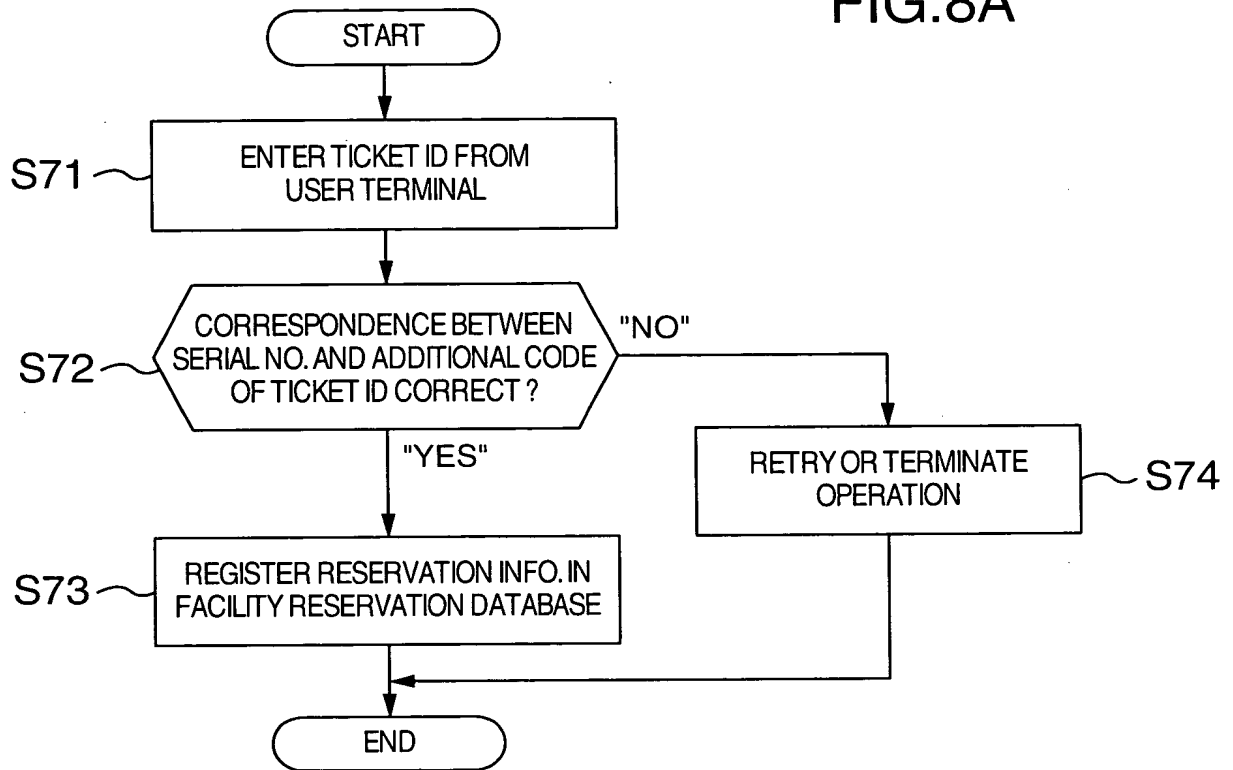 FIG.8A
START
S71
ENTER TICKET ID FROM
USER TERMINAL
S72
CORRESPONDENCE BETWEEN
SERIAL NO. AND ADDITIONAL CODE
OF TICKET ID CORRECT ?
"NO"
"YES"
RETRY OR TERMINATE
OPERATION
S74
S73
REGISTER RESERVATION INFO. IN
FACILITY RESERVATION DATABASE
END